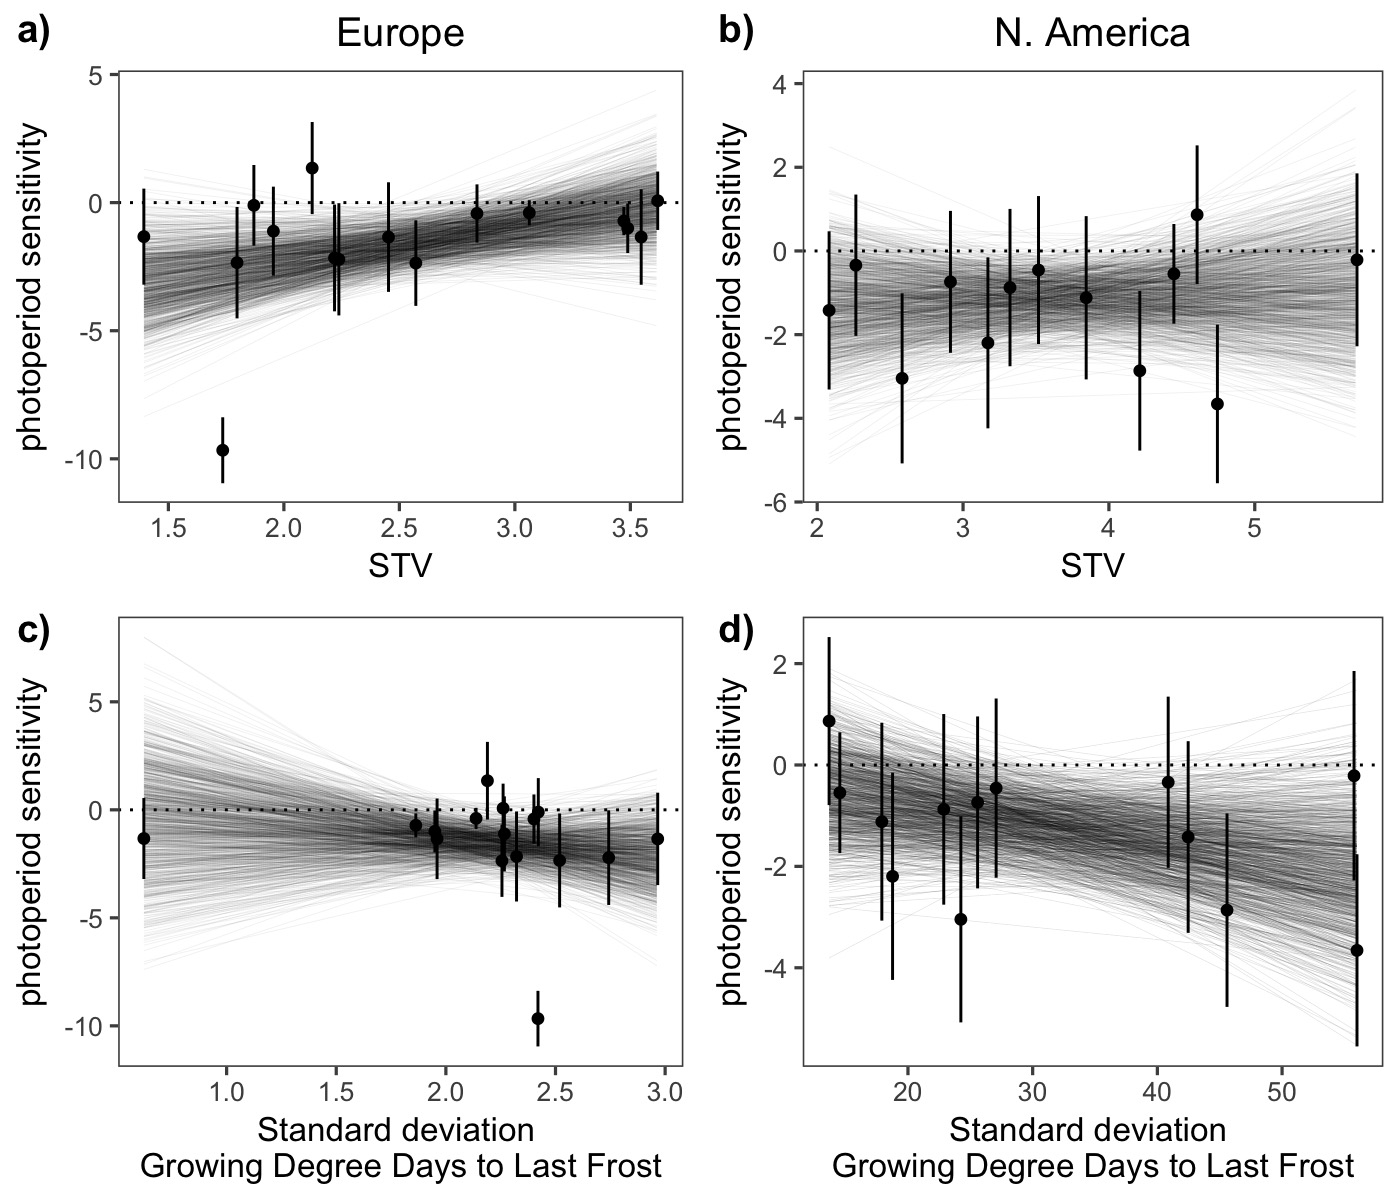 a) Europe
b) N. America
photoperiod sensitivity
5
0
-5
-10
1.5 2.0 2.5 3.0 3.5
STV
photoperiod sensitivity
4
2
0
-2
-4
-6
2 3 4 5
STV
c)
photoperiod sensitivity
5
0
-5
-10
1.0 1.5 2.0 2.5 3.0
Standard deviation
Growing Degree Days to Last Frost
d)
photoperiod sensitivity
2
0
-2
-4
20 30 40 50
Standard deviation
Growing Degree Days to Last Frost